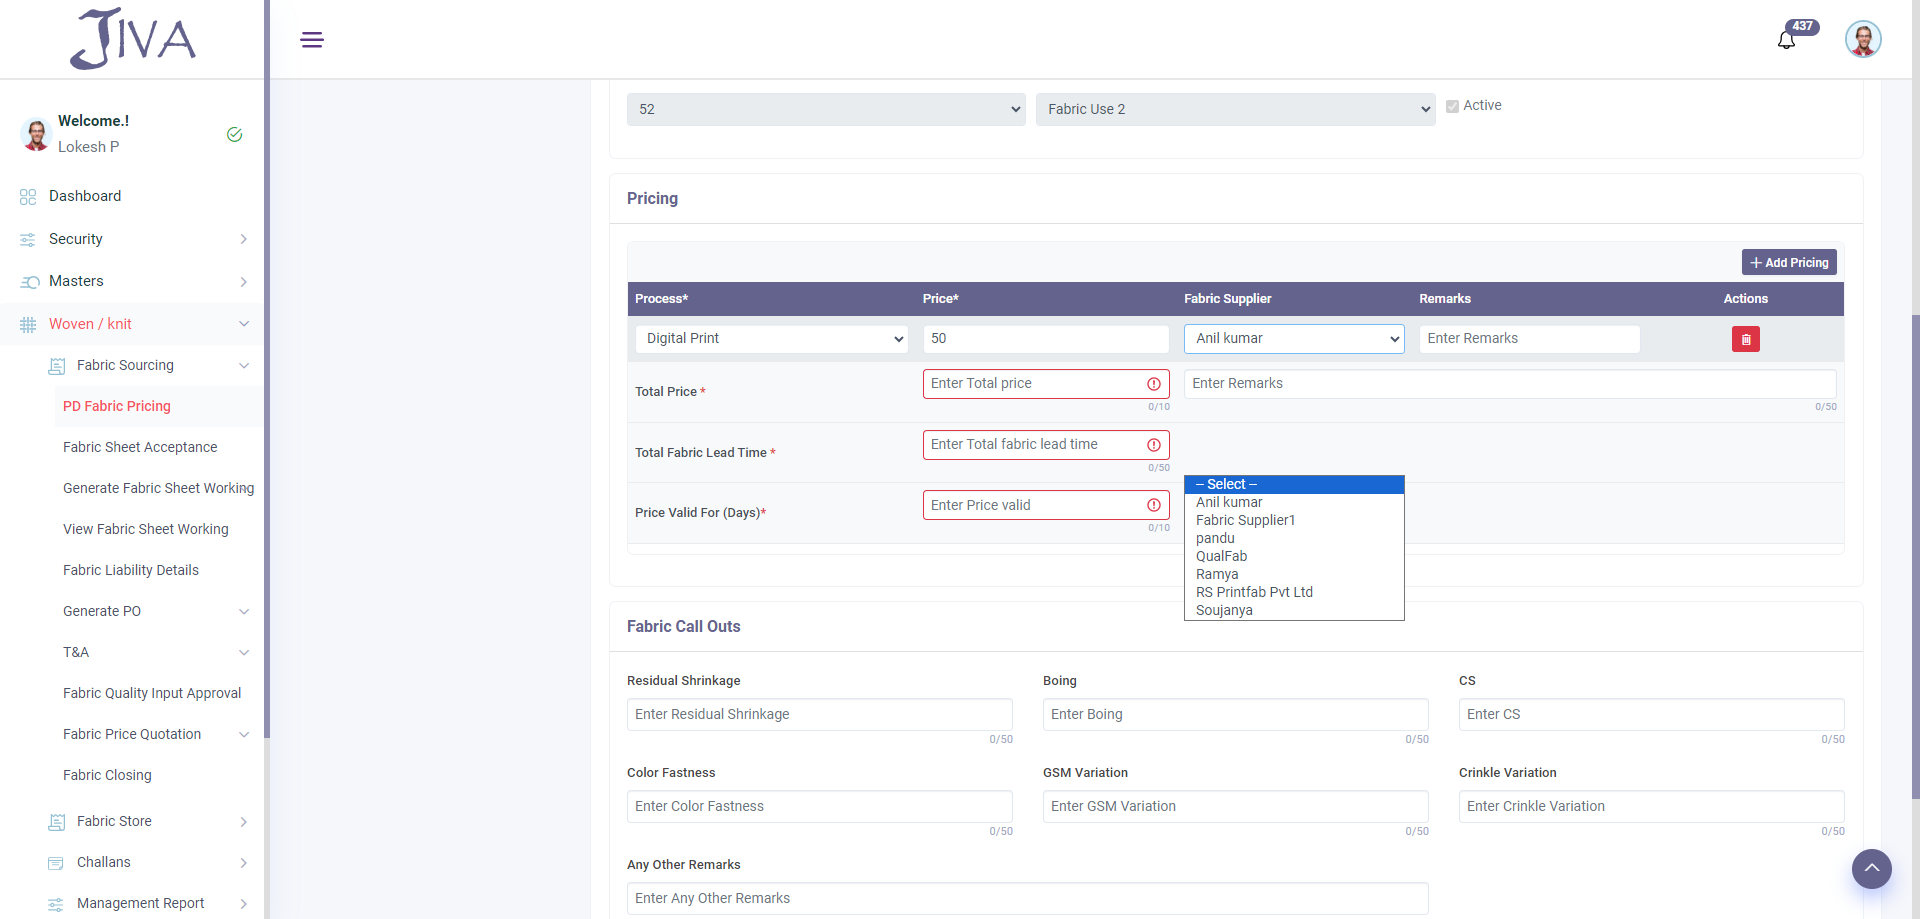 JIVA
437
Welcome.!
Lokesh P
Dashboard
Security
Masters
Woven / knit
Fabric Sourcing
PD Fabric Pricing
Fabric Sheet Acceptance
Generate Fabric Sheet Working
View Fabric Sheet Working
Fabric Liability Details
Generate PO
T&A
Fabric Quality Input Approval
Fabric Price Quotation
Fabric Closing
Fabric Store
Challans
Management Report
52
Fabric Use 2
Active
Pricing
Add Pricing
Process* Price* Fabric Supplier Remarks Actions
Digital Print 50 Anil kumar Enter Remarks
Total Price * Enter Total price Enter Remarks
0/10 0/50
Total Fabric Lead Time * Enter Total fabric lead time
0/50
Price Valid For (Days)* Enter Price valid
0/10
-- Select --
Anil kumar
Fabric Supplier1
pandu
QualFab
Ramya
RS Printfab Pvt Ltd
Soujanya
Fabric Call Outs
Residual Shrinkage Boing CS
Enter Residual Shrinkage Enter Boing Enter CS
0/50 0/50 0/50
Color Fastness GSM Variation Crinkle Variation
Enter Color Fastness Enter GSM Variation Enter Crinkle Variation
0/50 0/50 0/50
Any Other Remarks
Enter Any Other Remarks